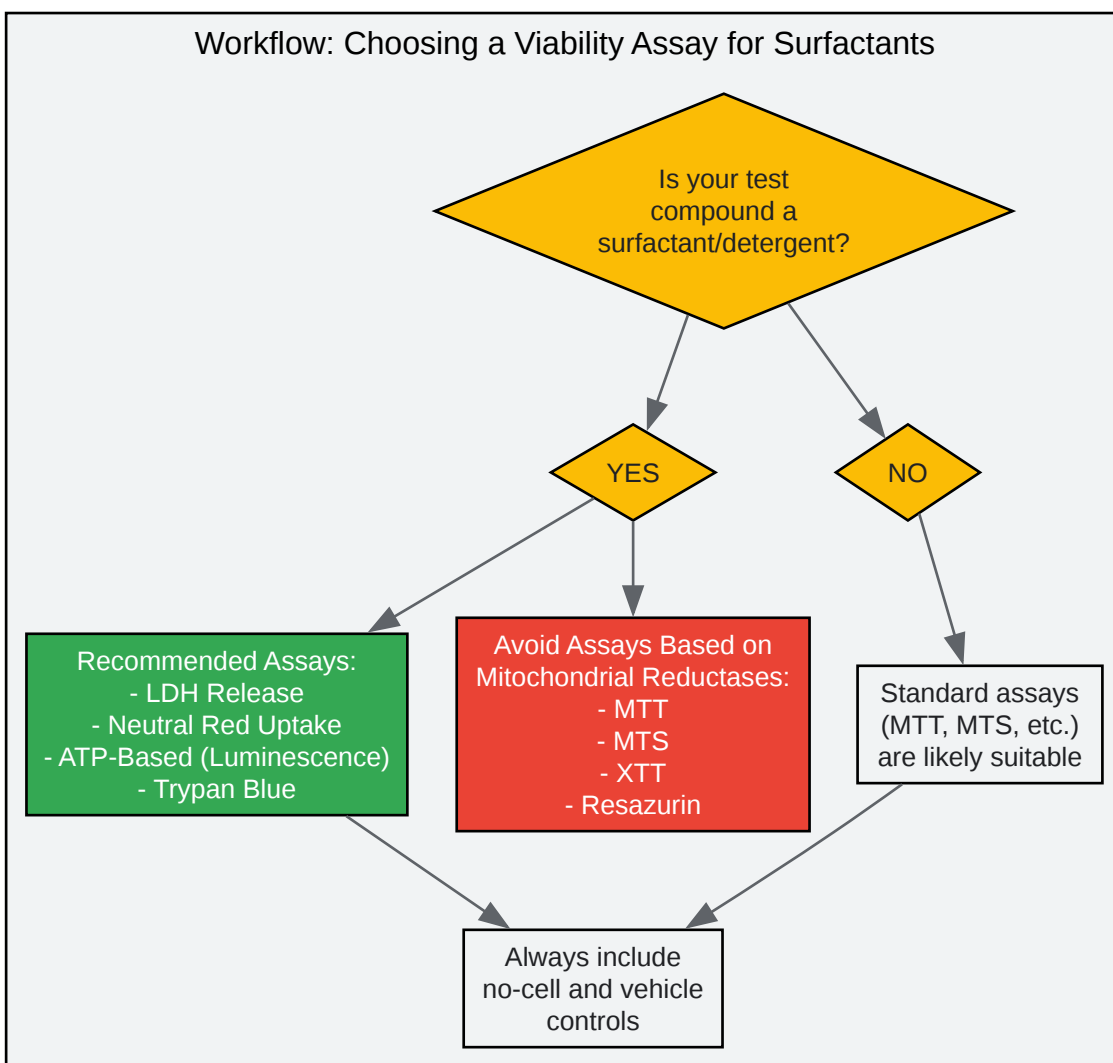 Workflow: Choosing a Viability Assay for Surfactants
Is your test
compound a
surfactant/detergent?
YES
NO
Recommended Assays:
- LDH Release
- Neutral Red Uptake
- ATP-Based (Luminescence)
- Trypan Blue
Avoid Assays Based on
Mitochondrial Reductases:
- MTT
- MTS
- XTT
- Resazurin
Standard assays
(MTT, MTS, etc.)
are likely suitable
Always include
no-cell and vehicle
controls